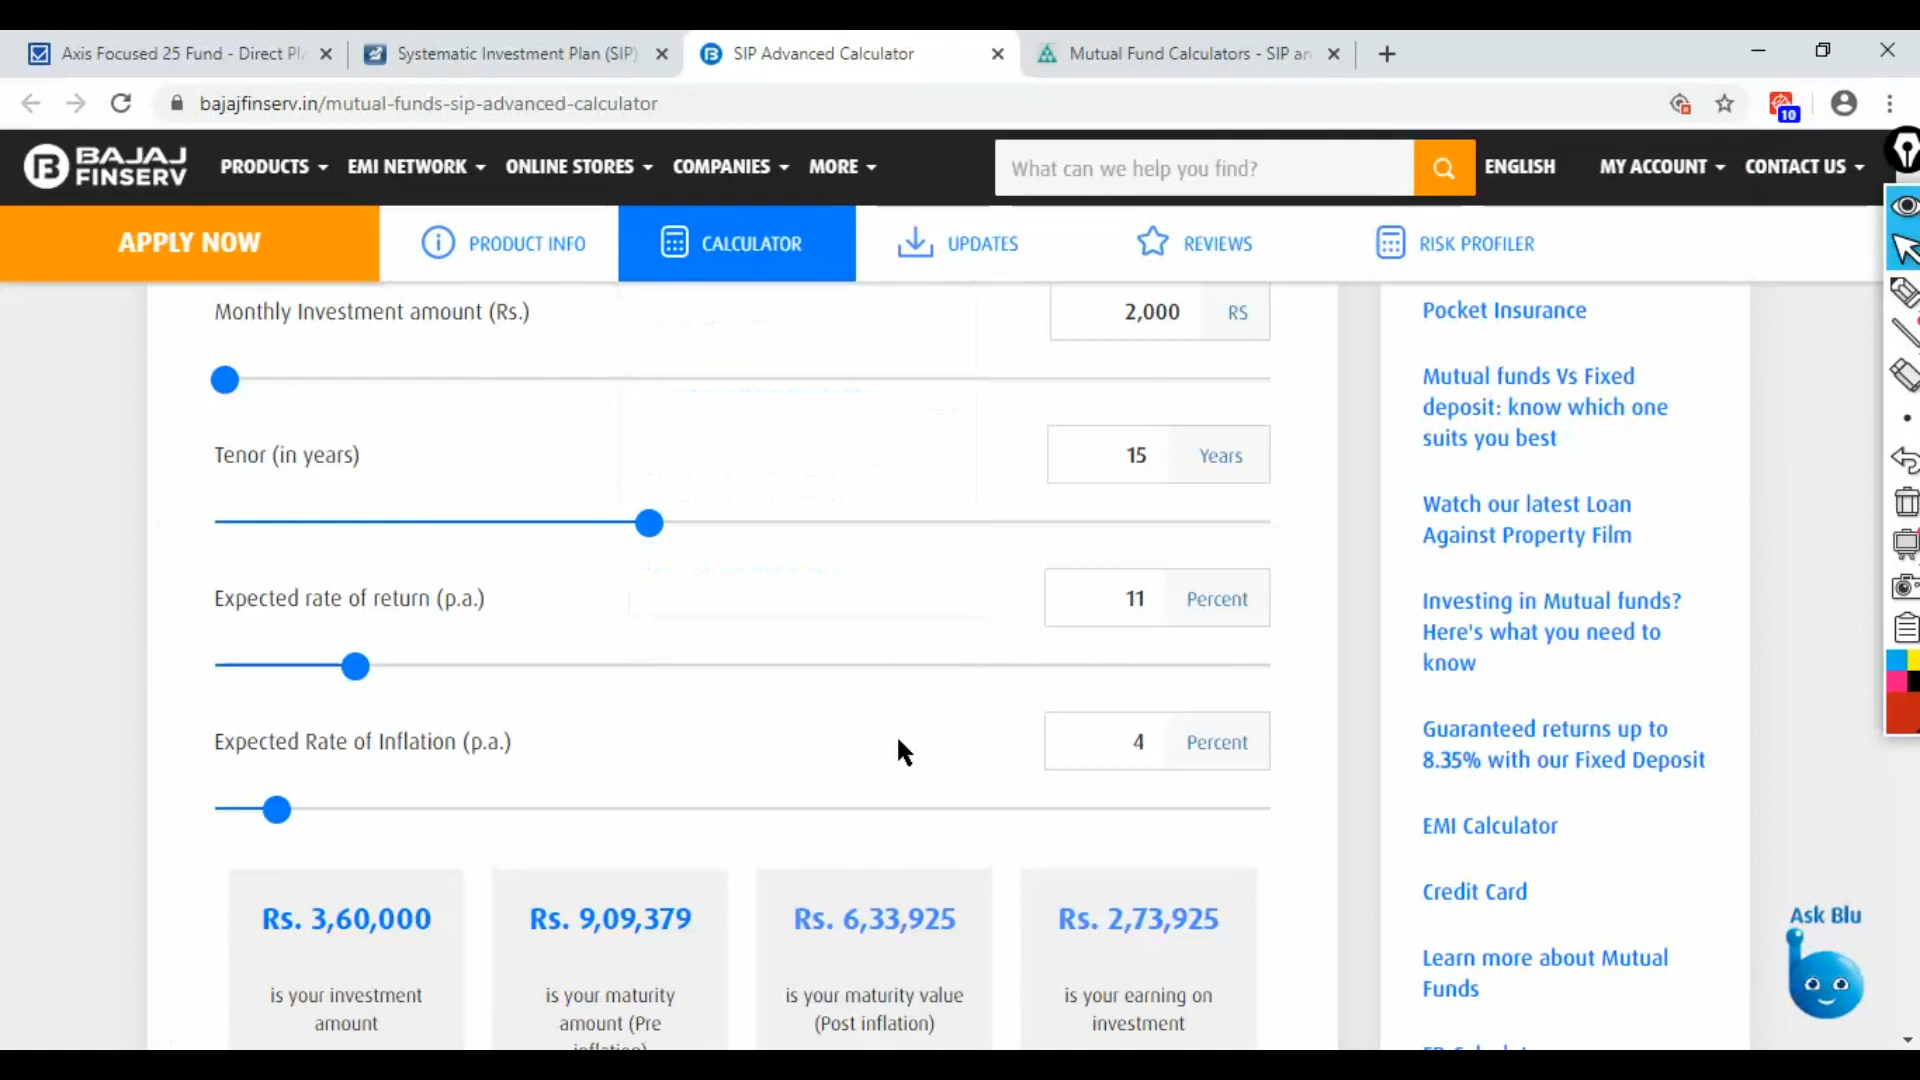 Axis Focused 25 Fund - Direct Pl
Systematic Investment Plan (SIP)
SIP Advanced Calculator
Mutual Fund Calculators - SIP an
bajajfinserv.in/mutual-funds-sip-advanced-calculator
10
BAJAJ
FINSERV
PRODUCTS
EMI NETWORK
ONLINE STORES
COMPANIES
MORE
What can we help you find?
ENGLISH
MY ACCOUNT
CONTACT US
APPLY NOW
PRODUCT INFO
CALCULATOR
UPDATES
REVIEWS
RISK PROFILER
Monthly Investment amount (Rs.)
2,000 RS
Tenor (in years)
15 Years
Expected rate of return (p.a.)
11 Percent
Expected Rate of Inflation (p.a.)
4 Percent
Rs. 3,60,000
is your investment
amount
Rs. 9,09,379
is your maturity
amount (Pre
inflation)
Rs. 6,33,925
is your maturity value
(Post inflation)
Rs. 2,73,925
is your earning on
investment
Pocket Insurance
Mutual funds Vs Fixed
deposit: know which one
suits you best
Watch our latest Loan
Against Property Film
Investing in Mutual funds?
Here's what you need to
know
Guaranteed returns up to
8.35% with our Fixed Deposit
EMI Calculator
Credit Card
Learn more about Mutual
Funds
Ask Blu